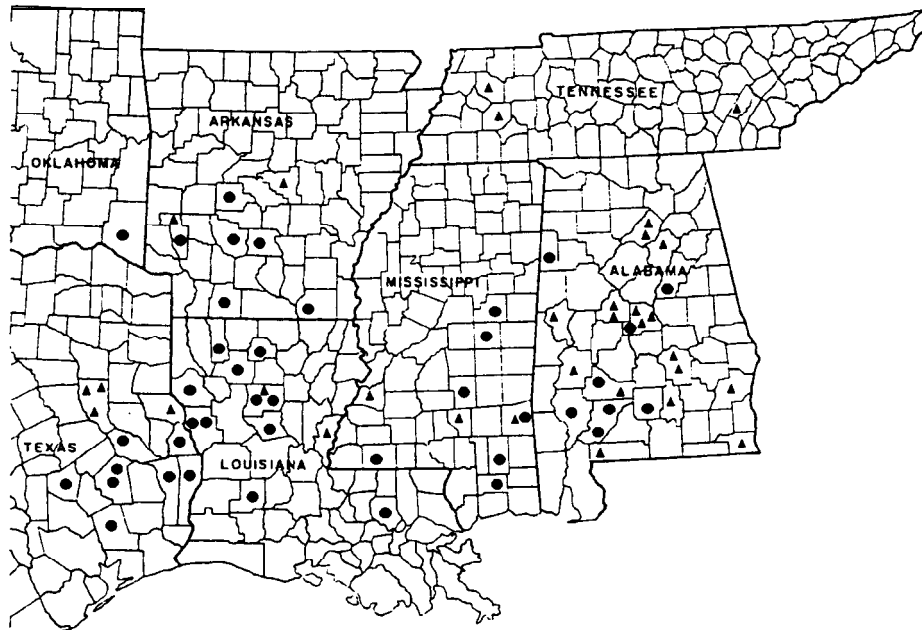 TENNESSEE
ARKANSAS
OKLAHOMA
ALABAMA
MISSISSIPPI
TEXAS
LOUISIANA